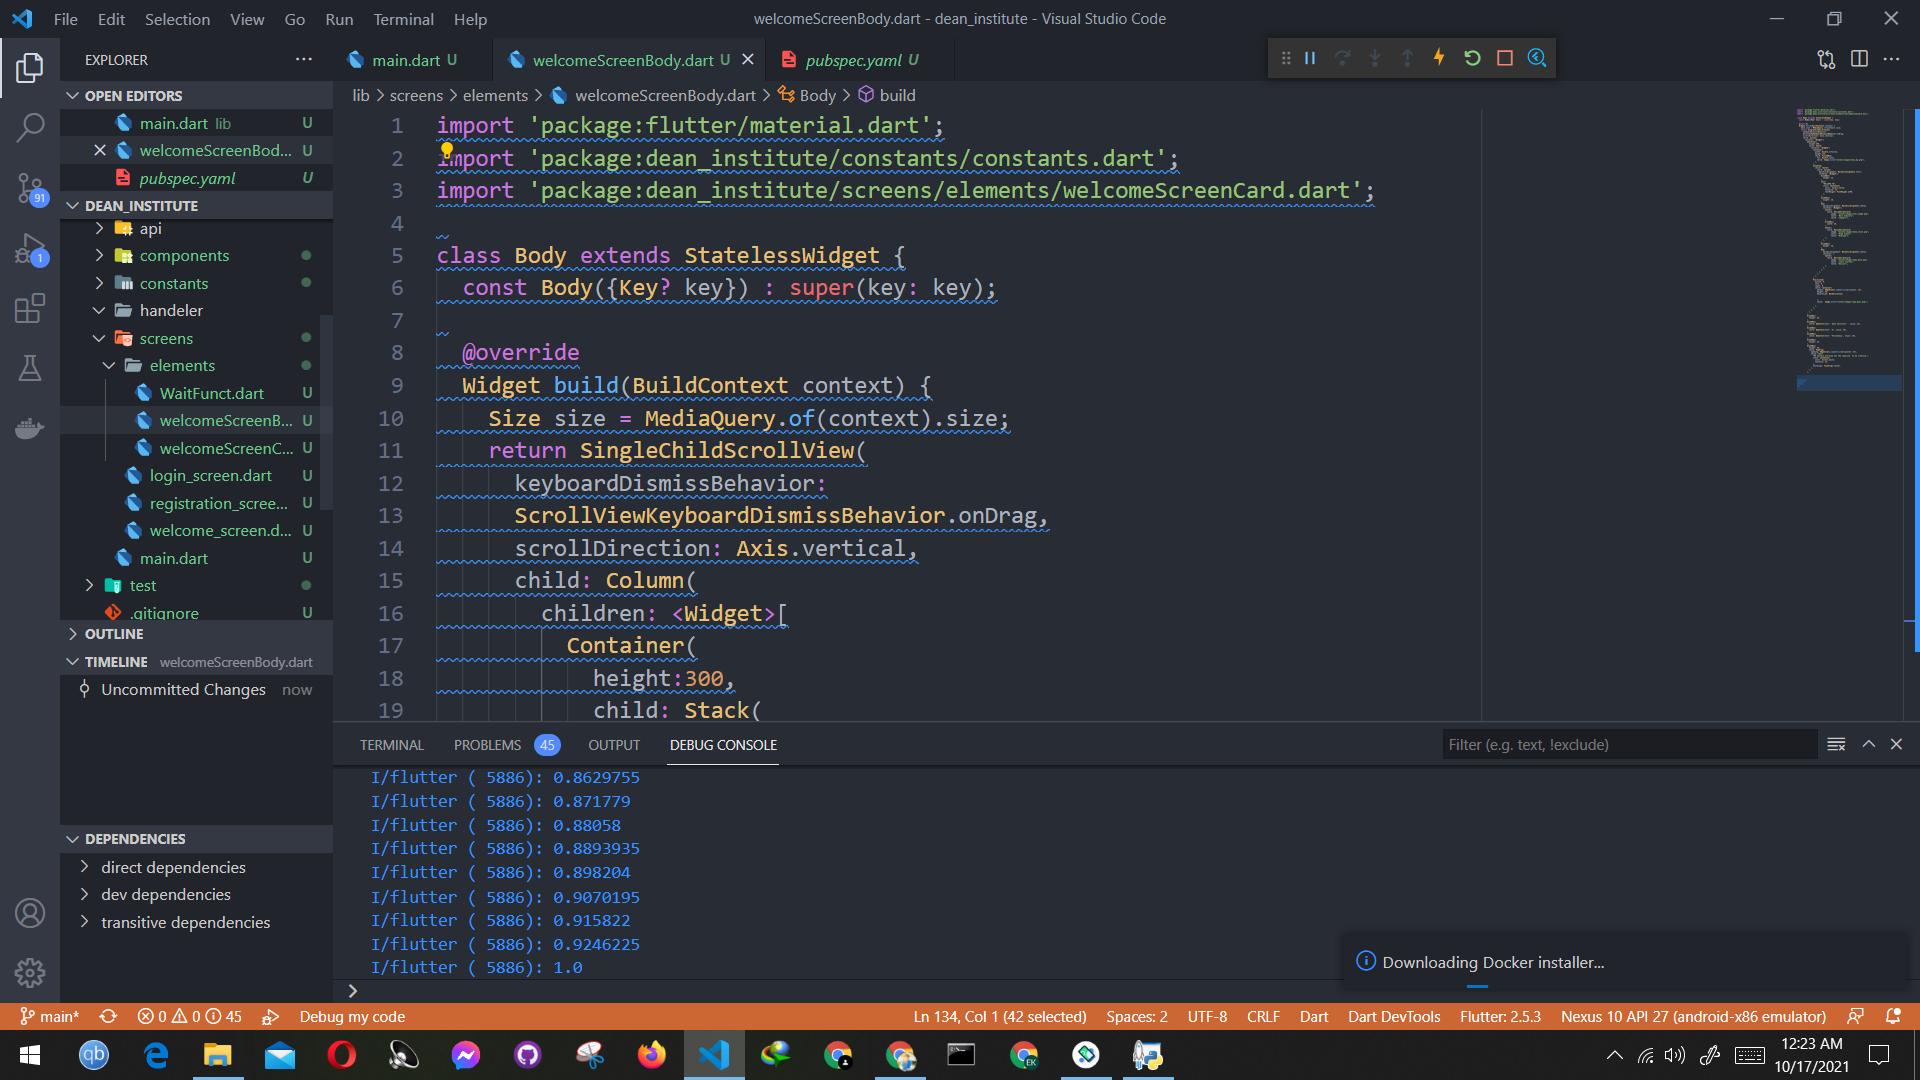 File Edit Selection View Go Run Terminal Help
welcomeScreenBody.dart - dean_institute - Visual Studio Code
EXPLORER
main.dart U
welcomeScreenBody.dart U
pubspec.yaml U
OPEN EDITORS
main.dart lib U
welcomeScreenBod... U
pubspec.yaml U
DEAN_INSTITUTE
api
components
constants
handeler
screens
elements
WaitFunct.dart U
welcomeScreenB... U
welcomeScreenC... U
login_screen.dart U
registration_scree... U
welcome_screen.d... U
main.dart U
test
.gitignore U
OUTLINE
TIMELINE welcomeScreenBody.dart
Uncommitted Changes now
DEPENDENCIES
direct dependencies
dev dependencies
transitive dependencies
91
1
lib > screens > elements > welcomeScreenBody.dart > Body > build
1 import 'package:flutter/material.dart';
2 import 'package:dean_institute/constants/constants.dart';
3 import 'package:dean_institute/screens/elements/welcomeScreenCard.dart';
4
5 class Body extends StatelessWidget {
6 const Body({Key? key}) : super(key: key);
7
8 @override
9 Widget build(BuildContext context) {
10 Size size = MediaQuery.of(context).size;
11 return SingleChildScrollView(
12 keyboardDismissBehavior:
13 ScrollViewKeyboardDismissBehavior.onDrag,
14 scrollDirection: Axis.vertical,
15 child: Column(
16 children: <Widget>[
17 Container(
18 height:300,
19 child: Stack(
TERMINAL PROBLEMS 45 OUTPUT DEBUG CONSOLE
Filter (e.g. text, !exclude)
I/flutter ( 5886): 0.8629755
I/flutter ( 5886): 0.871779
I/flutter ( 5886): 0.88058
I/flutter ( 5886): 0.8893935
I/flutter ( 5886): 0.898204
I/flutter ( 5886): 0.9070195
I/flutter ( 5886): 0.915822
I/flutter ( 5886): 0.9246225
I/flutter ( 5886): 1.0
>
Downloading Docker installer...
main* 0 0 45 Debug my code
Ln 134, Col 1 (42 selected) Spaces: 2 UTF-8 CRLF Dart Dart DevTools Flutter: 2.5.3 Nexus 10 API 27 (android-x86 emulator)
qb
EK
12:23 AM
10/17/2021